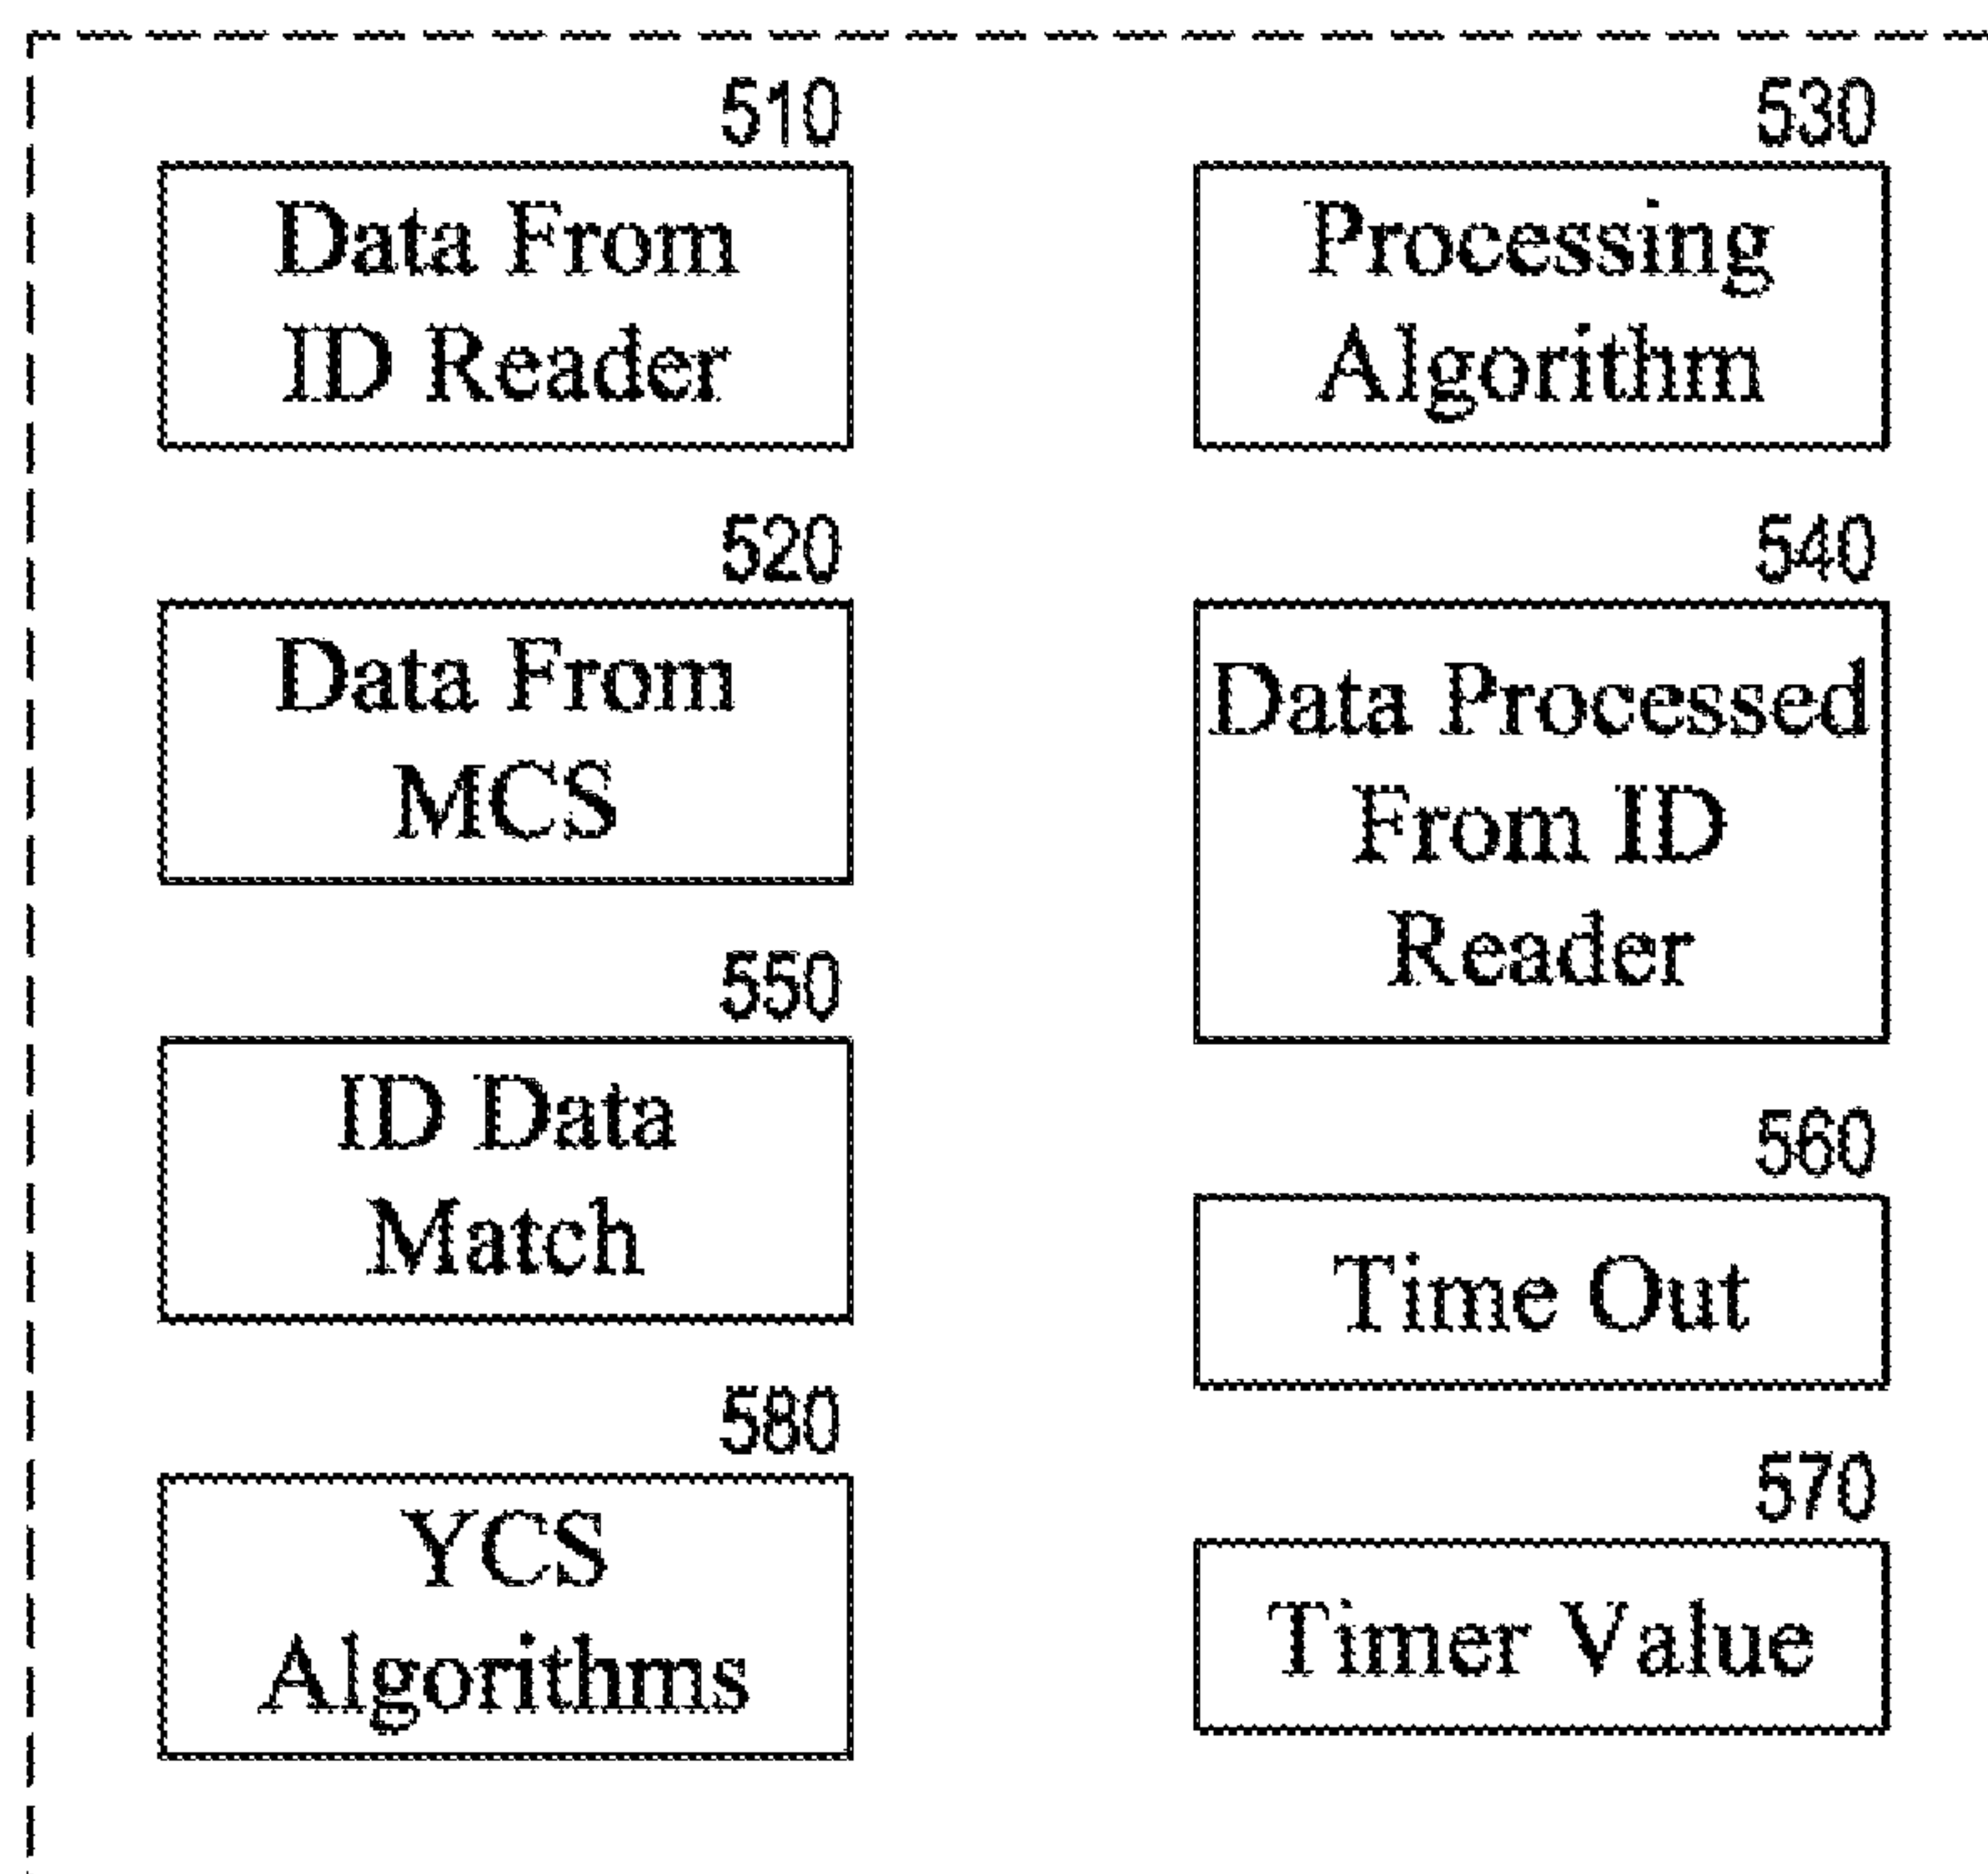 510
Data From
ID Reader
520
Data From
MCS
550
ID Data
Match
580
YCS
Algorithms
530
Processing
Algorithm
540
Data Processed
From ID
Reader
560
Time Out
570
Timer Value